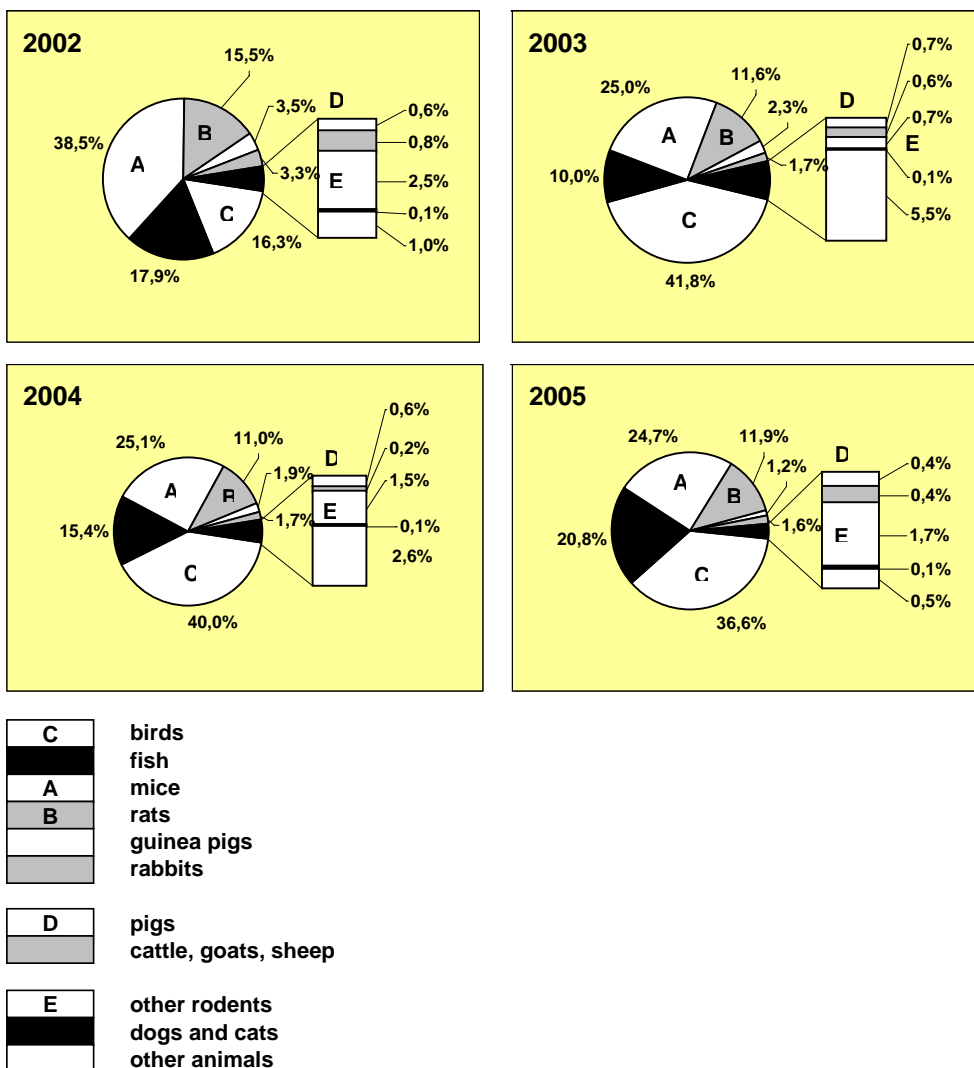 2002
15,5%
D
3,5%
0,6%
38,5%
B
0,8%
A
E
3,3%
2,5%
C
0,1%
16,3%
1,0%
17,9%
2003
0,7%
11,6%
25,0%
D
0,6%
2,3%
0,7%
A
B
E
1,7%
10,0%
0,1%
C
5,5%
41,8%
2004
0,6%
25,1%
11,0%
D
0,2%
1,9%
1,5%
A
B
E
1,7%
15,4%
0,1%
2,6%
C
40,0%
2005
24,7%
11,9%
D
0,4%
1,2%
A
B
0,4%
1,6%
E
1,7%
20,8%
C
0,1%
0,5%
36,6%
C birds
fish
A mice
B rats
guinea pigs
rabbits
D pigs
cattle, goats, sheep
E other rodents
dogs and cats
other animals